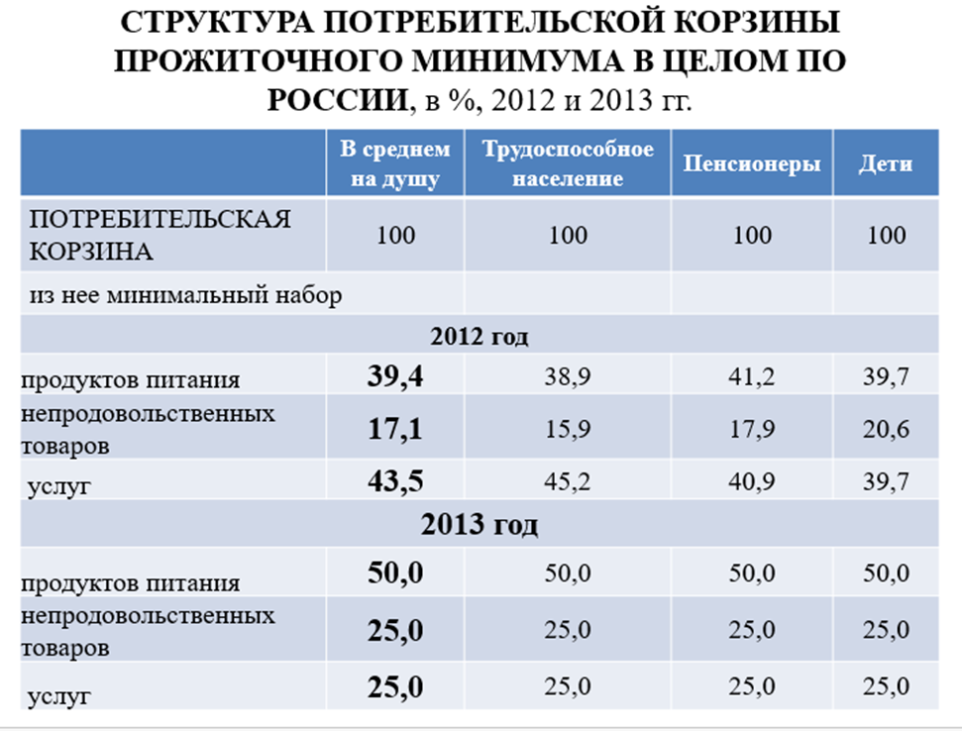 СТРУКТУРА ПОТРЕБИТЕЛЬСКОЙ КОРЗИНЫ
ПРОЖИТОЧНОГО МИНИМУМА В ЦЕЛОМ ПО
РОССИИ, в %, 2012 и 2013 гг.
В среднем на душу Трудоспособное население Пенсионеры Дети
ПОТРЕБИТЕЛЬСКАЯ
КОРЗИНА 100 100 100 100
из нее минимальный набор
2012 год
продуктов питания 39,4 38,9 41,2 39,7
непродовольственных
товаров 17,1 15,9 17,9 20,6
услуг 43,5 45,2 40,9 39,7
2013 год
продуктов питания 50,0 50,0 50,0 50,0
непродовольственных
товаров 25,0 25,0 25,0 25,0
услуг 25,0 25,0 25,0 25,0